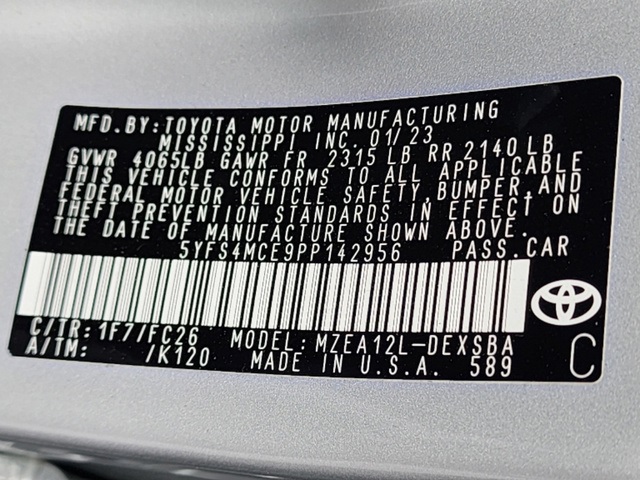 MFD.BY: TOYOTA MOTOR MANUFACTURING
MISSISSIPPI INC. 01/23
GVWR 4065LB GAWR FR 2315 LB RR 2140 LB
THIS VEHICLE CONFORMS TO ALL APPLICABLE
FEDERAL MOTOR VEHICLE SAFETY, BUMPER, AND
THEFT PREVENTION STANDARDS IN EFFECT ON
THE DATE OF MANUFACTURE SHOWN ABOVE.
5YFS4MCE9PP142956 PASS.CAR
C/TR: 1F7/FC26 MODEL: MZEA12L-DEXSBA
A/TM: /K120 MADE IN U.S.A. 589 C